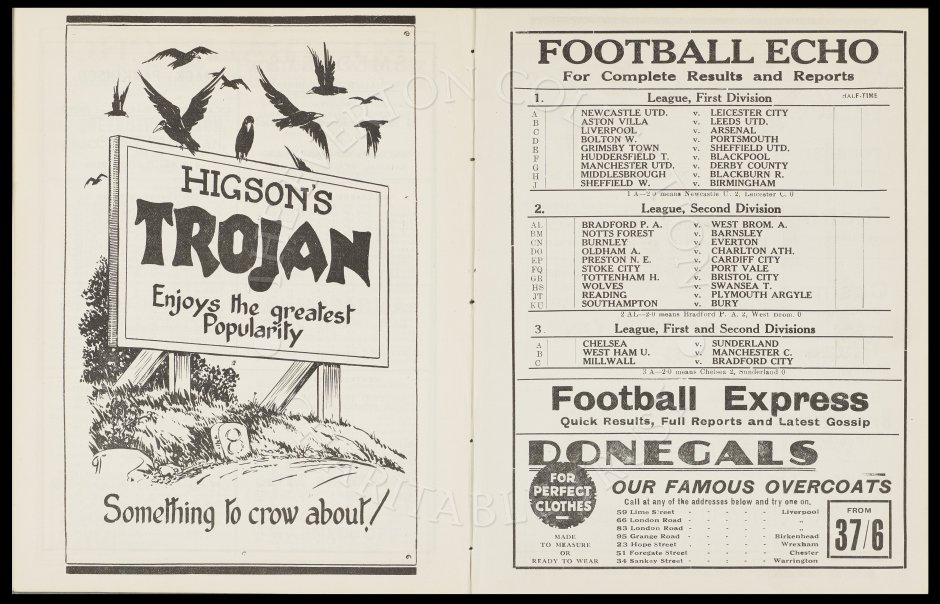 HIGSON'S
TROJAN
Enjoys the greatest
Popularity
8
Something to crow about!
FOOTBALL ECHO
For Complete Results and Reports
1. League, First Division HALF-TIME
A NEWCASTLE UTD. v. LEICESTER CITY
B ASTON VILLA v. LEEDS UTD.
C LIVERPOOL v. ARSENAL
D BOLTON W. v. PORTSMOUTH
E GRIMSBY TOWN v. SHEFFIELD UTD.
F HUDDERSFIELD T. v. BLACKPOOL
G MANCHESTER UTD. v. DERBY COUNTY
H MIDDLESBROUGH v. BLACKBURN R.
J SHEFFIELD W. v. BIRMINGHAM
1 A—2-0 means Newcastle U. 2, Leicester C. 0
2. League, Second Division
AL BRADFORD P. A. v. WEST BROM. A.
BM NOTTS FOREST v. BARNSLEY
CN BURNLEY v. EVERTON
DO OLDHAM A. v. CHARLTON ATH.
EP PRESTON N. E. v. CARDIFF CITY
FQ STOKE CITY v. PORT VALE
GR TOTTENHAM H. v. BRISTOL CITY
HS WOLVES v. SWANSEA T.
JT READING v. PLYMOUTH ARGYLE
KU SOUTHAMPTON v. BURY
2 AL—2-0 means Bradford P. A. 2, West Brom. 0
3 League, First and Second Divisions
A CHELSEA v. SUNDERLAND
B WEST HAM U. v. MANCHESTER C.
C MILLWALL v. BRADFORD CITY
3 A—2-0 means Chelsea 2, Sunderland 0
Football Express
Quick Results, Full Reports and Latest Gossip
DONEGALS
FOR
PERFECT
CLOTHES
MADE
TO MEASURE
OR
READY TO WEAR
OUR FAMOUS OVERCOATS
Call at any of the addresses below and try one.
59 Lime Street - - - - - Liverpool
66 London Road - - - - - „
83 London Road - - - - - „
95 Grange Road - - - - - Birkenhead
23 Hope Street - - - - - Wrexham
51 Foregate Street - - - - - Chester
34 Sankey Street - - - - - Warrington
FROM
37/6